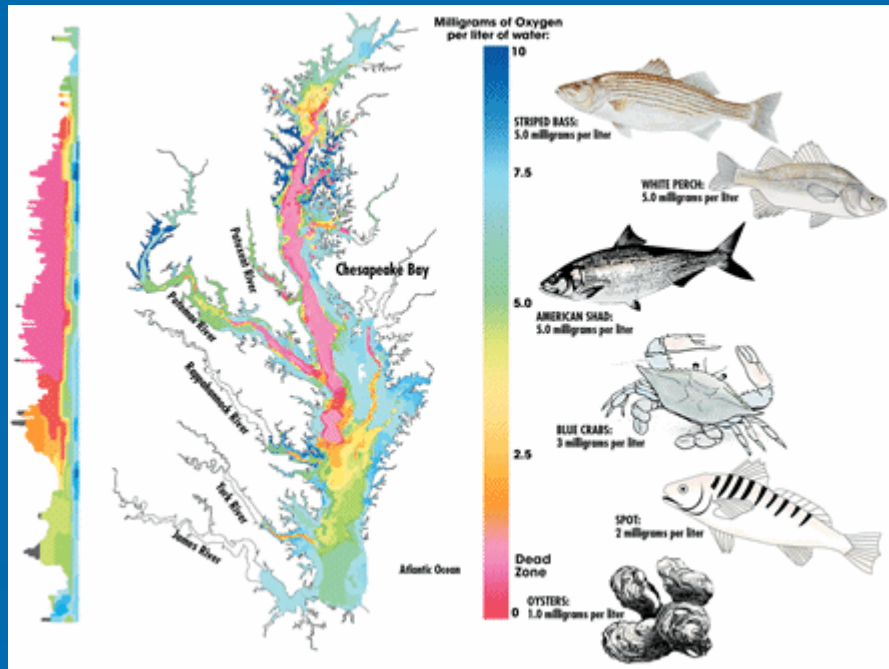 Milligrams of Oxygen
per liter of water:
10
STRIPED BASS:
5.0 milligrams per liter
7.5
WHITE PERCH:
5.0 milligrams per liter
Patuxent River
Chesapeake Bay
5.0
AMERICAN SHAD:
5.0 milligrams per liter
Potomac River
Rappahannock River
BLUE CRABS:
3 milligrams per liter
2.5
York River
SPOT:
2 milligrams per liter
James River
Atlantic Ocean
Dead
Zone
OYSTERS:
0
1.0 milligrams per liter